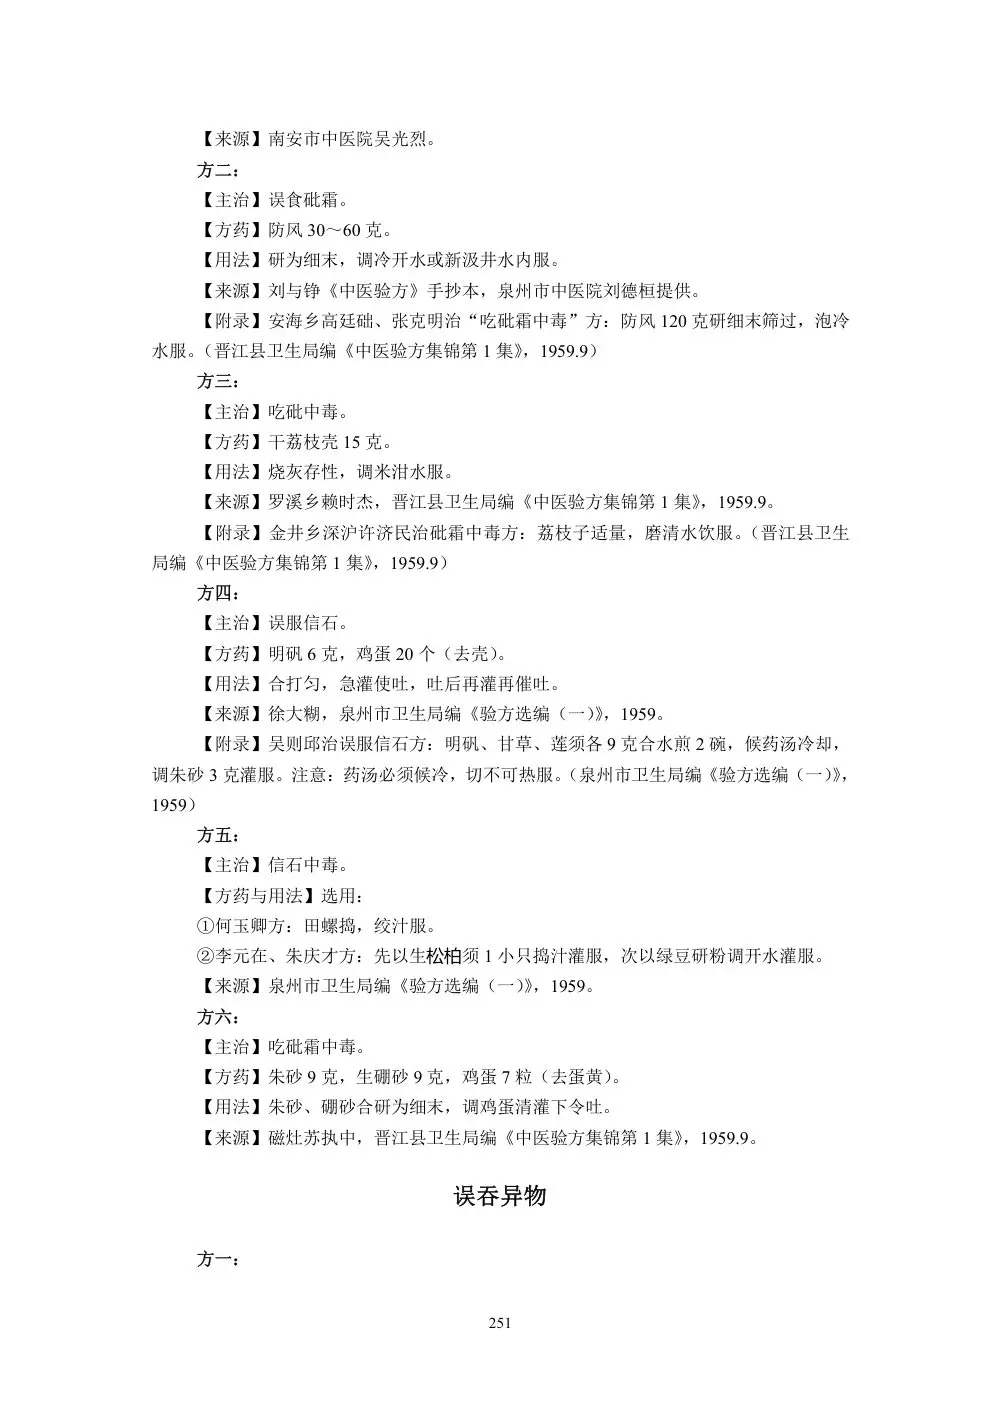 【来源】南安市中医院吴光烈。
方二：
【主治】误食砒霜。
【方药】防风 30～60 克。
【用法】研为细末，调冷开水或新汲井水内服。
【来源】刘与铮《中医验方》手抄本，泉州市中医院刘德桓提供。
【附录】安海乡高廷础、张克明治“吃砒霜中毒”方：防风 120 克研细末筛过，泡冷
水服。（晋江县卫生局编《中医验方集锦第 1 集》，1959.9）
方三：
【主治】吃砒中毒。
【方药】干荔枝壳 15 克。
【用法】烧灰存性，调米泔水服。
【来源】罗溪乡赖时杰，晋江县卫生局编《中医验方集锦第 1 集》，1959.9。
【附录】金井乡深沪许济民治砒霜中毒方：荔枝子适量，磨清水饮服。（晋江县卫生
局编《中医验方集锦第 1 集》，1959.9）
方四：
【主治】误服信石。
【方药】明矾 6 克，鸡蛋 20 个（去壳）。
【用法】合打匀，急灌使吐，吐后再灌再催吐。
【来源】徐大糊，泉州市卫生局编《验方选编（一）》，1959。
【附录】吴则邱治误服信石方：明矾、甘草、莲须各 9 克合水煎 2 碗，候药汤冷却，
调朱砂 3 克灌服。注意：药汤必须候冷，切不可热服。（泉州市卫生局编《验方选编（一）》，
1959）
方五：
【主治】信石中毒。
【方药与用法】选用：
①何玉卿方：田螺捣，绞汁服。
②李元在、朱庆才方：先以生松柏须 1 小只捣汁灌服，次以绿豆研粉调开水灌服。
【来源】泉州市卫生局编《验方选编（一）》，1959。
方六：
【主治】吃砒霜中毒。
【方药】朱砂 9 克，生硼砂 9 克，鸡蛋 7 粒（去蛋黄）。
【用法】朱砂、硼砂合研为细末，调鸡蛋清灌下令吐。
【来源】磁灶苏执中，晋江县卫生局编《中医验方集锦第 1 集》，1959.9。
误吞异物
方一：
251